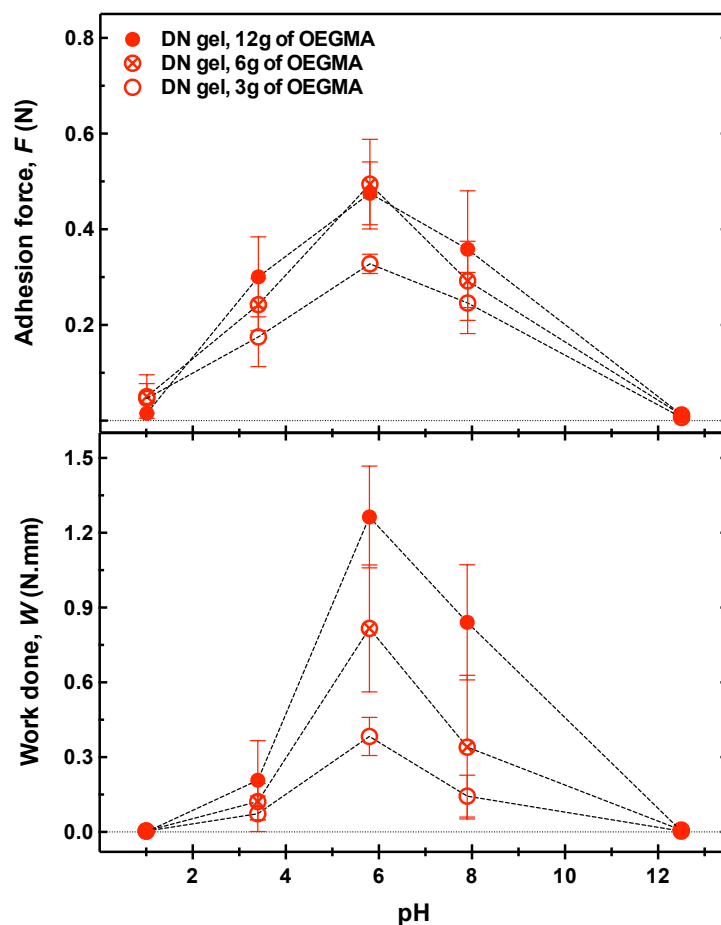 0.8
DN gel, 12g of OEGMA
DN gel, 6g of OEGMA
DN gel, 3g of OEGMA
0.6
0.4
0.2
Adhesion force, F (N)
1.5
1.2
0.9
0.6
0.3
0.0
Work done, W (N.mm)
2 4 6 8 10 12
pH